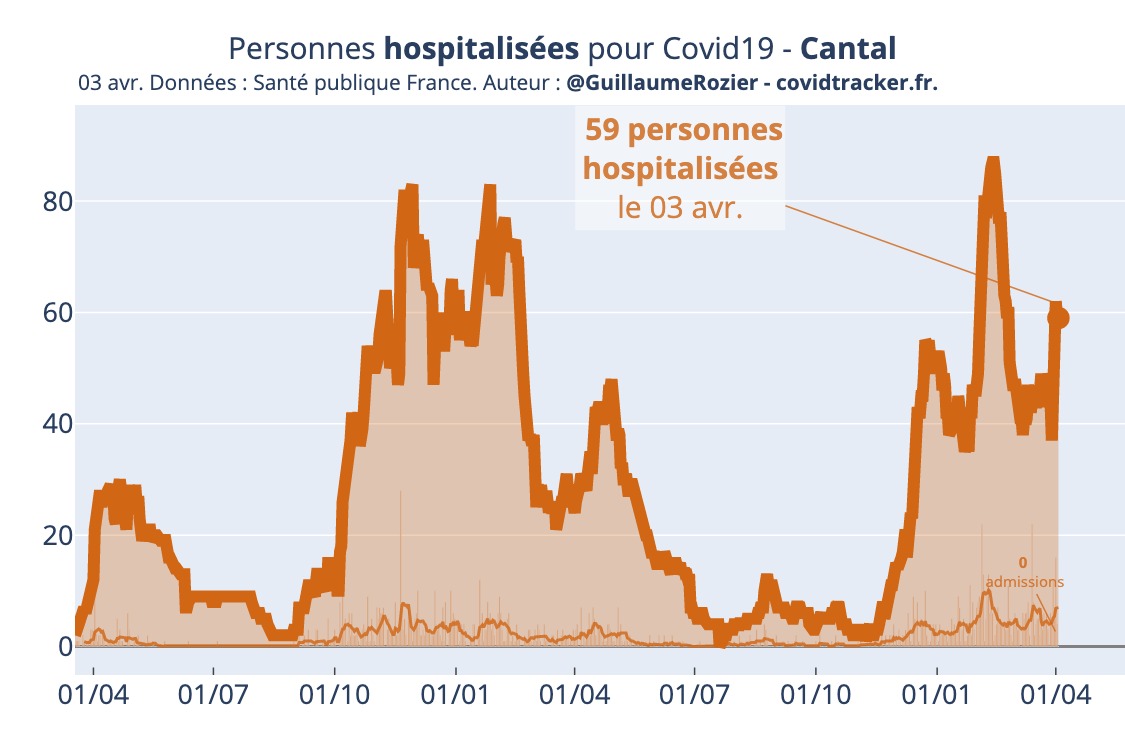 Personnes hospitalisées pour Covid19 - Cantal
03 avr. Données : Santé publique France. Auteur : @GuillaumeRozier - covidtracker.fr.
59 personnes
hospitalisées
le 03 avr.
80
60
40
20
0
0
admissions
01/04 01/07 01/10 01/01 01/04 01/07 01/10 01/01 01/04